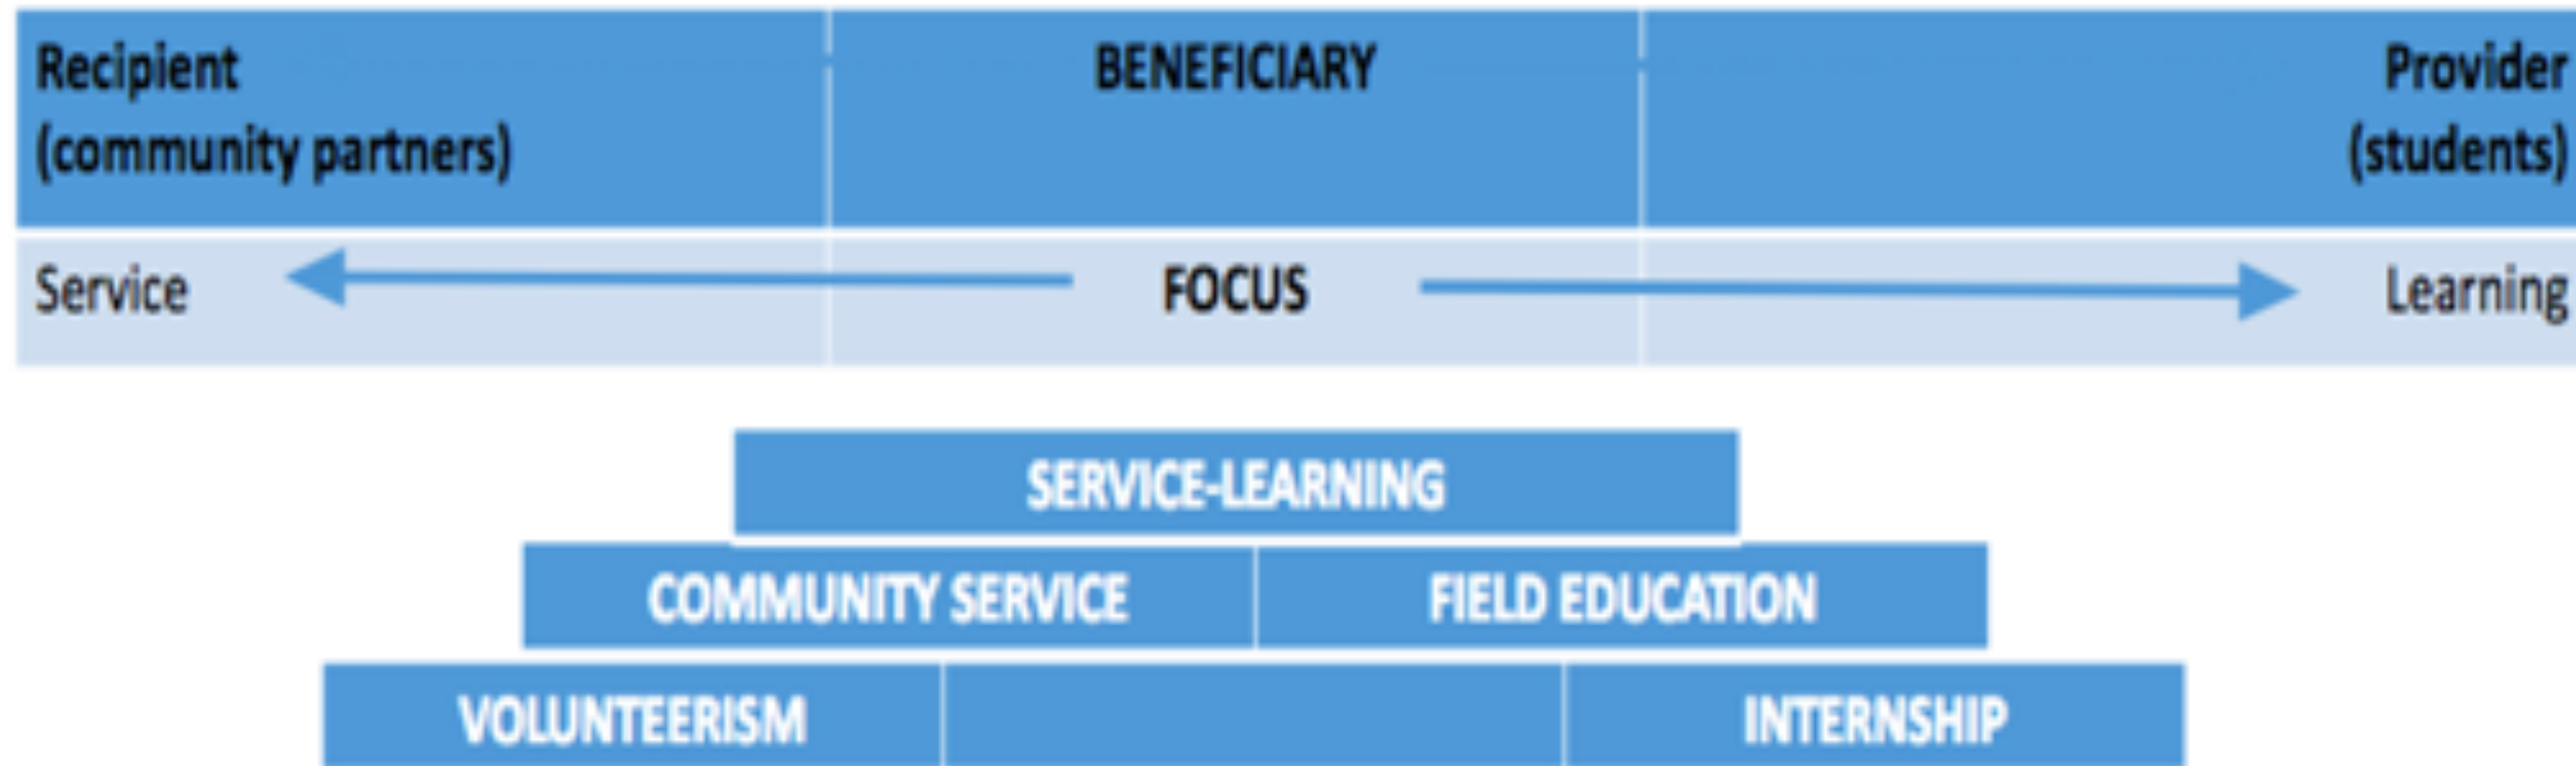 Recipient
(community partners)
BENEFICIARY
Provider
(students)
Service
FOCUS
Learning
SERVICE-LEARNING
COMMUNITY SERVICE
FIELD EDUCATION
VOLUNTEERISM
INTERNSHIP